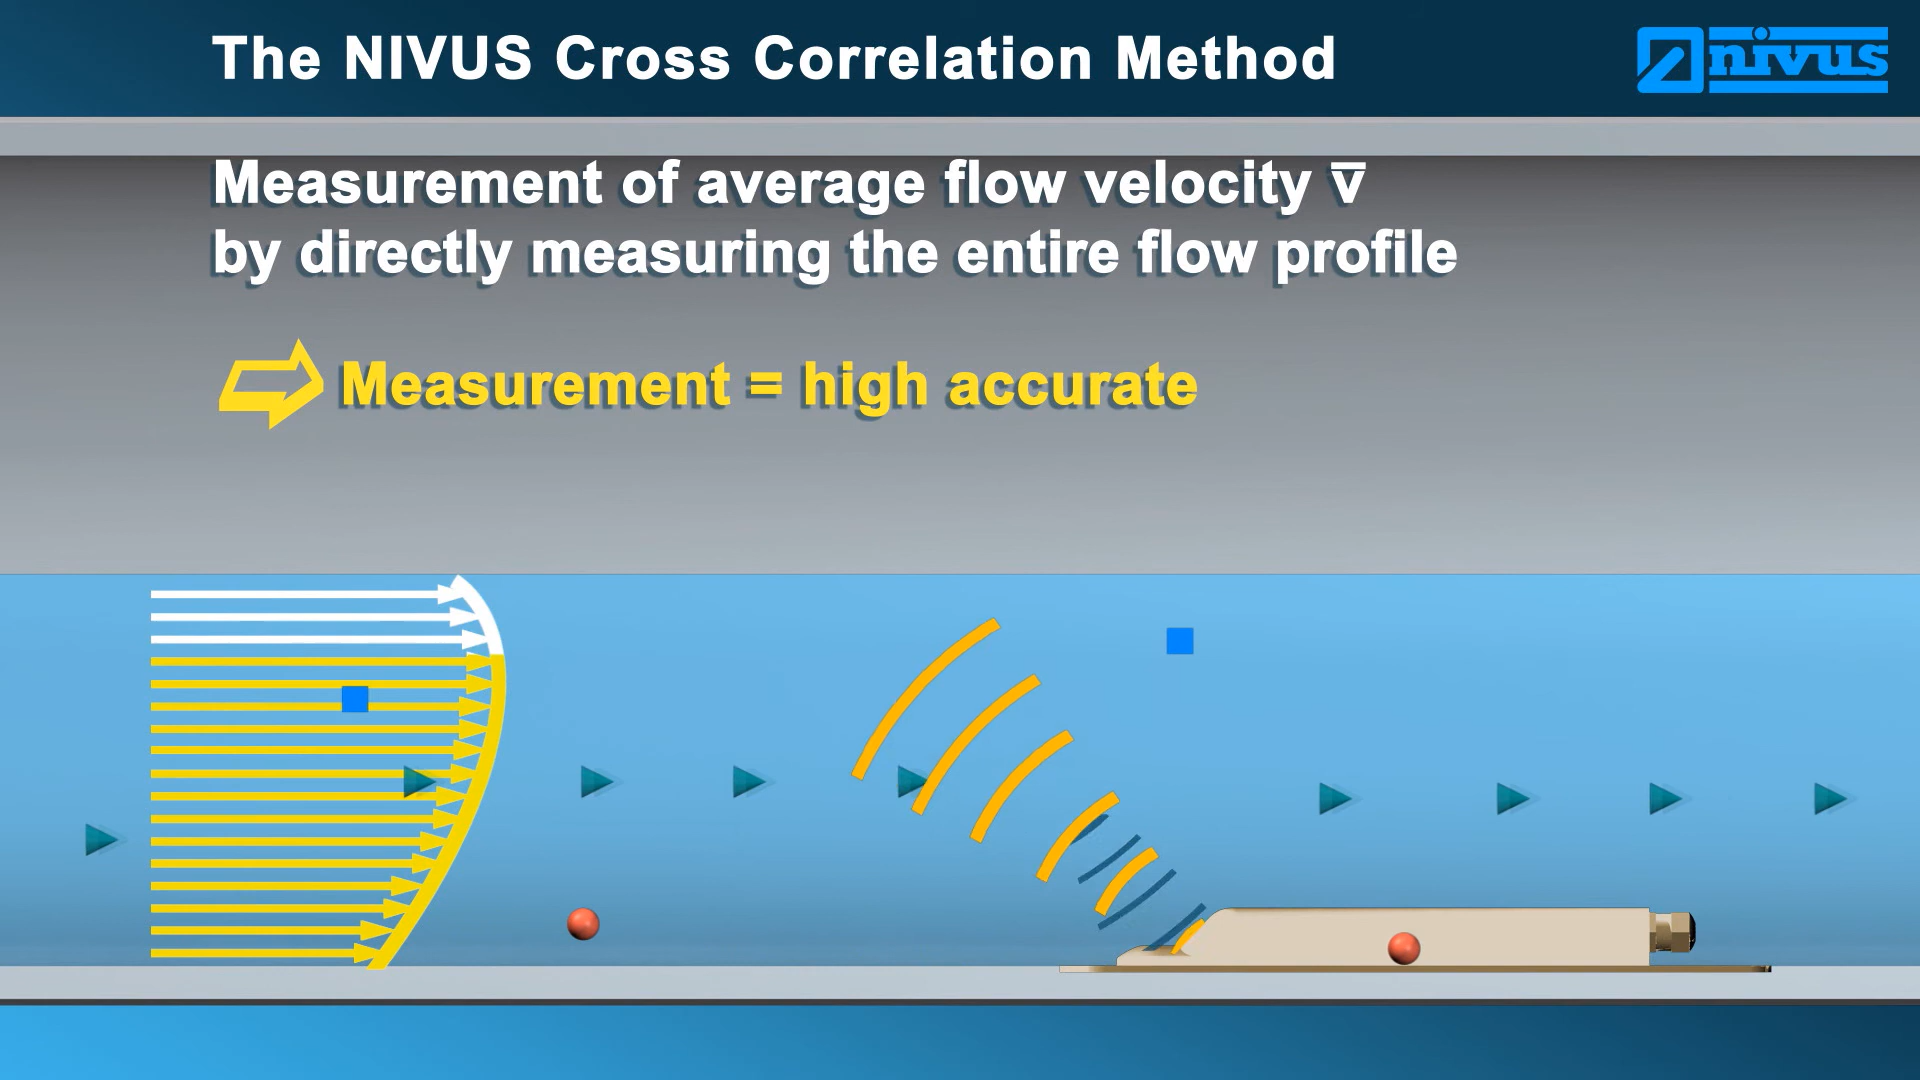 The NIVUS Cross Correlation Method
nivus
Measurement of average flow velocity v̅
by directly measuring the entire flow profile
Measurement = high accurate